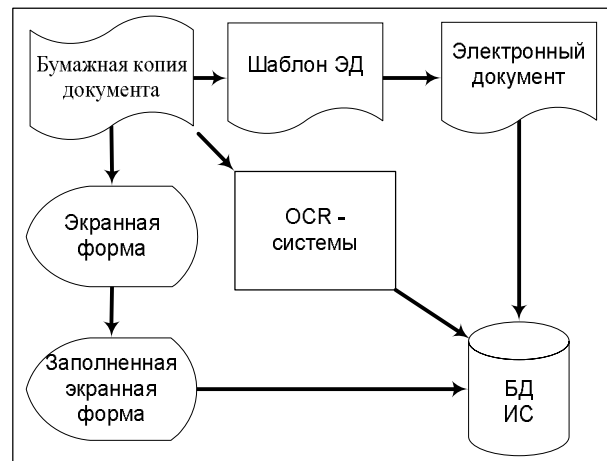 Бумажная копия
документа
Шаблон ЭД
Электронный
документ
Экранная
форма
OCR -
системы
Заполненная
экранная
форма
БД
ИС